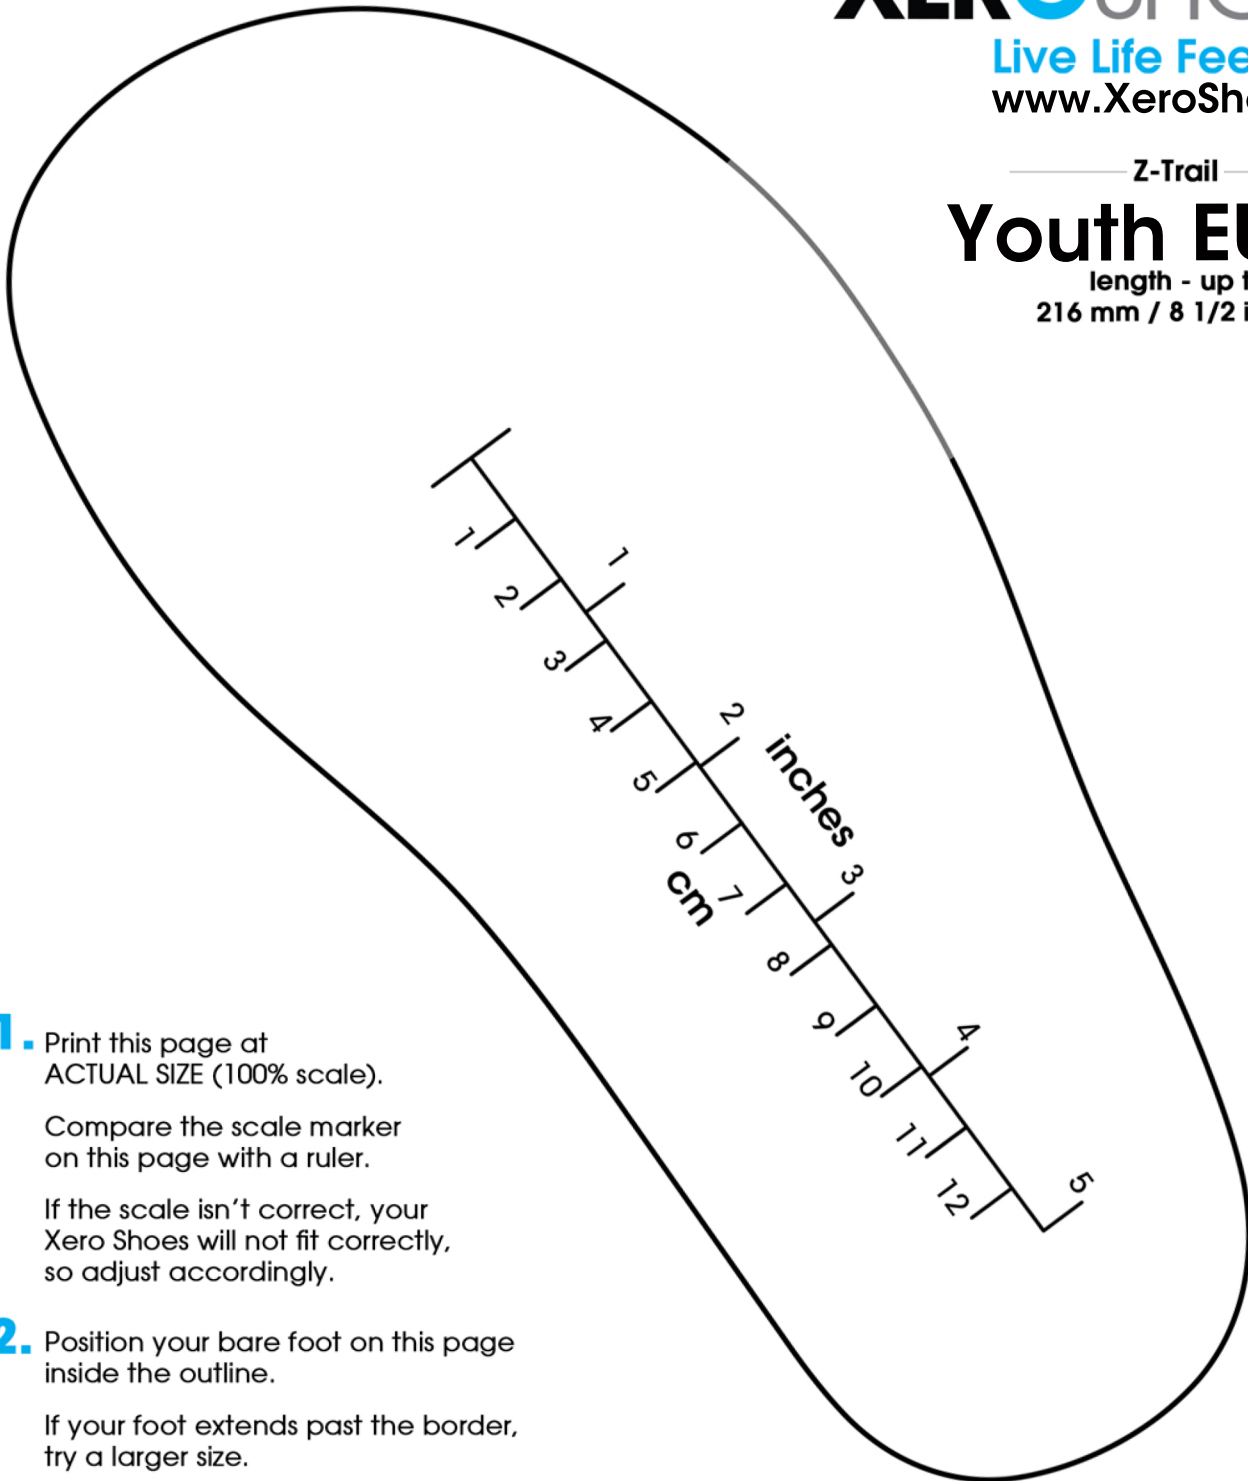 Live Life Fee
www.XeroSh
Z-Trail
Youth EU
length - up t
216 mm / 8 1/2 i
1
2
3
4
5
6
7
8
9
10
11
12
cm
1
2
3
4
5
inches
1. Print this page at
ACTUAL SIZE (100% scale).
Compare the scale marker
on this page with a ruler.
If the scale isn't correct, your
Xero Shoes will not fit correctly,
so adjust accordingly.
2. Position your bare foot on this page
inside the outline.
If your foot extends past the border,
try a larger size.